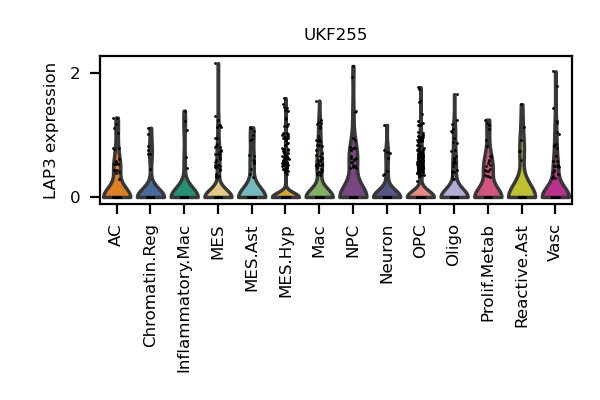 UKF255
LAP3 expression
2
0
AC
Chromatin.Reg
Inflammatory.Mac
MES
MES.Ast
MES.Hyp
Mac
NPC
Neuron
OPC
Oligo
Prolif.Metab
Reactive.Ast
Vasc